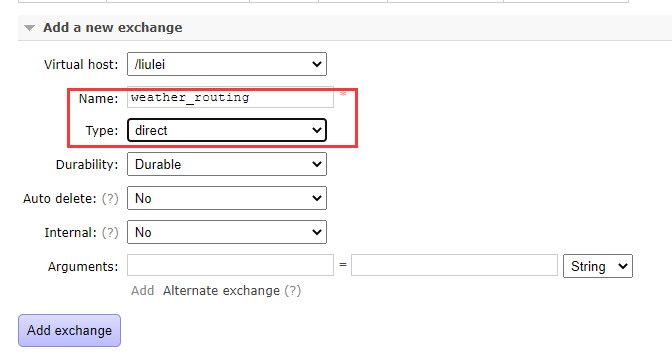 Add a new exchange
Virtual host: /liulei
Name: weather_routing *
Type: direct
Durability: Durable
Auto delete: (?) No
Internal: (?) No
Arguments: = String
Add Alternate exchange (?)
Add exchange